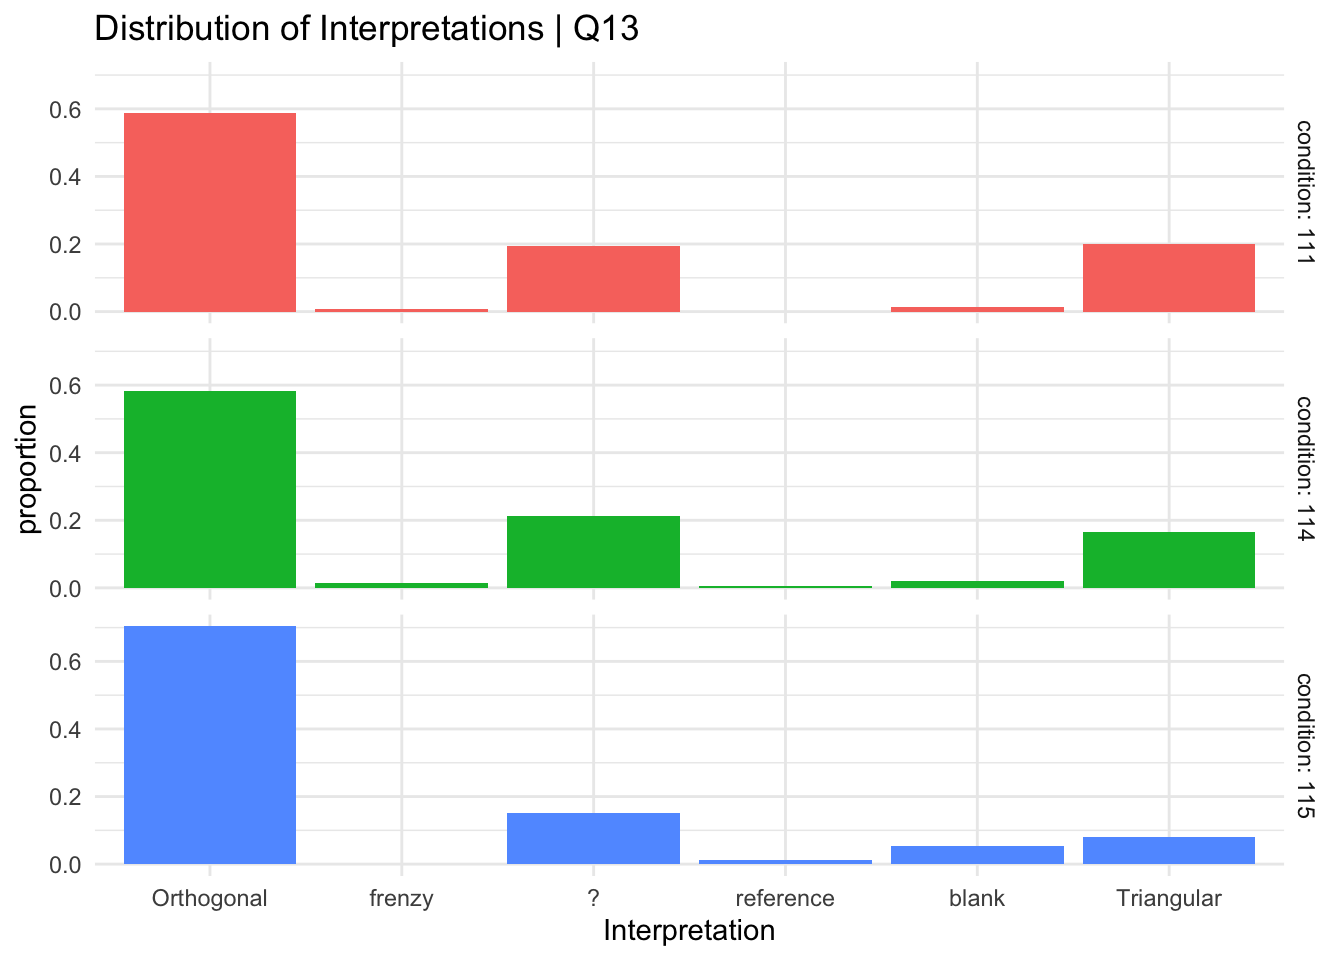 Distribution of Interpretations | Q13
0.6
0.4
0.2
0.0
condition: 111
0.6
0.4
0.2
0.0
condition: 114
0.6
0.4
0.2
0.0
condition: 115
proportion
Orthogonal frenzy ? reference blank Triangular
Interpretation